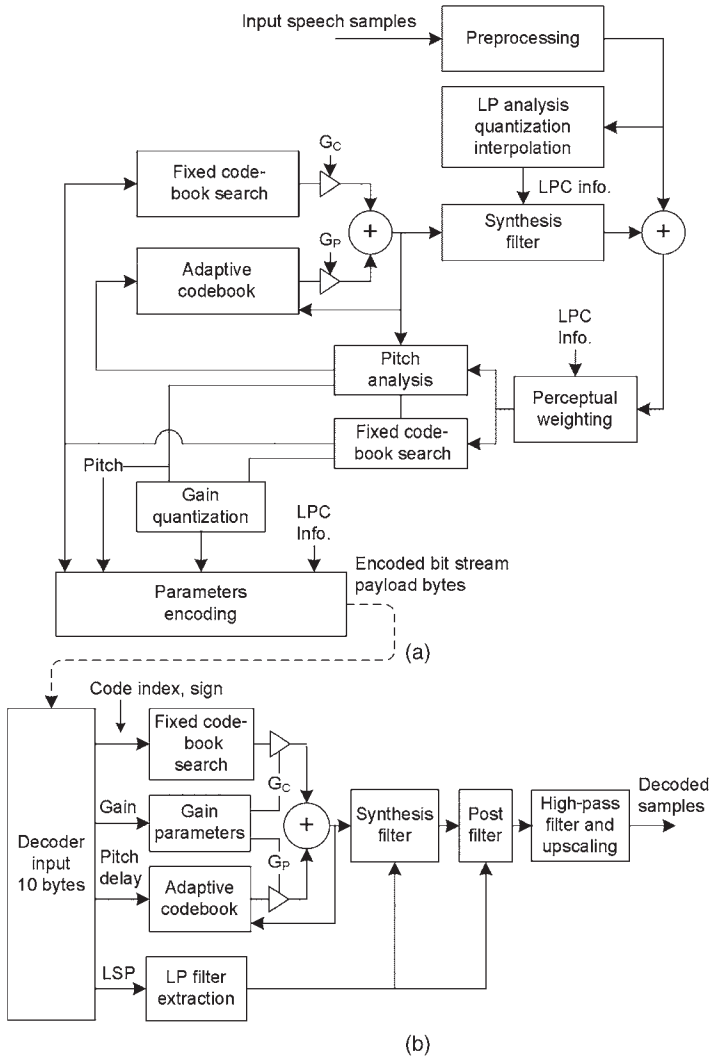 Input speech samples
Preprocessing
LP analysis
quantization
interpolation
GC
Fixed code-
book search
LPC info.
+
Synthesis
filter
+
GP
Adaptive
codebook
LPC
Info.
Pitch
analysis
Perceptual
weighting
Fixed code-
book search
Pitch
Gain
quantization
LPC
Info.
Encoded bit stream
payload bytes
Parameters
encoding
(a)
Code index, sign
Fixed code-
book
search
GC
Decoded
samples
Gain
Gain
parameters
+
Synthesis
filter
Post
filter
High-pass
filter and
upscaling
Decoder
input
10 bytes
Pitch
delay
GP
Adaptive
codebook
LSP
LP filter
extraction
(b)